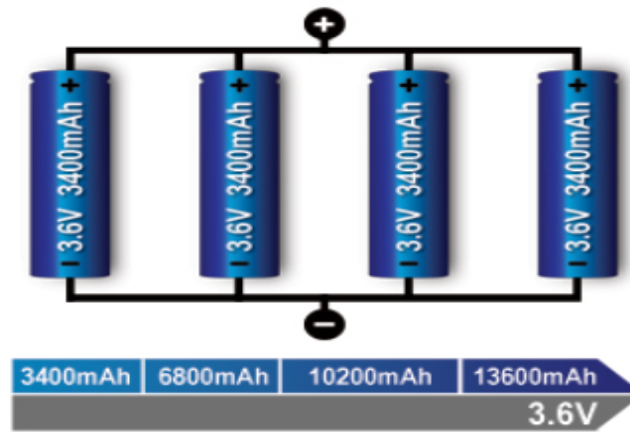 +
+ + + +
3.6V 3400mAh
3.6V 3400mAh
3.6V 3400mAh
3.6V 3400mAh
− − − −
−
3400mAh 6800mAh 10200mAh 13600mAh
3.6V